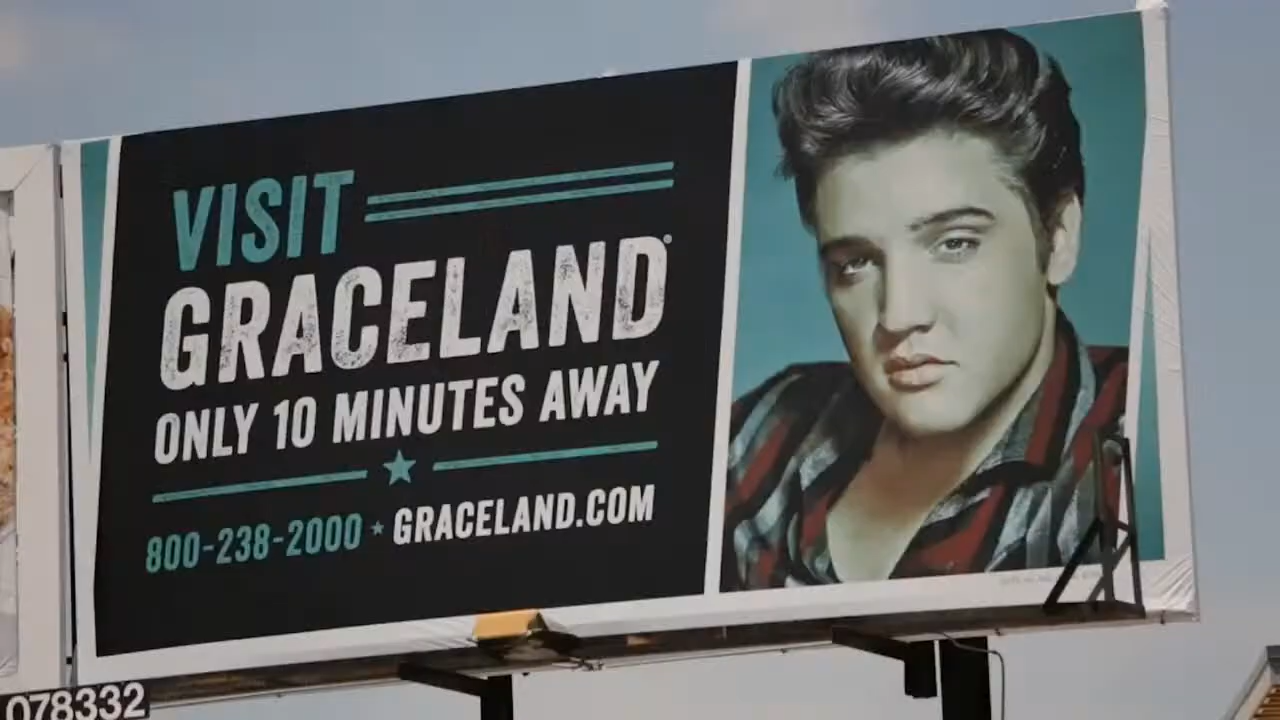 VISIT
GRACELAND®
ONLY 10 MINUTES AWAY
800-238-2000 ★ GRACELAND.COM
078332